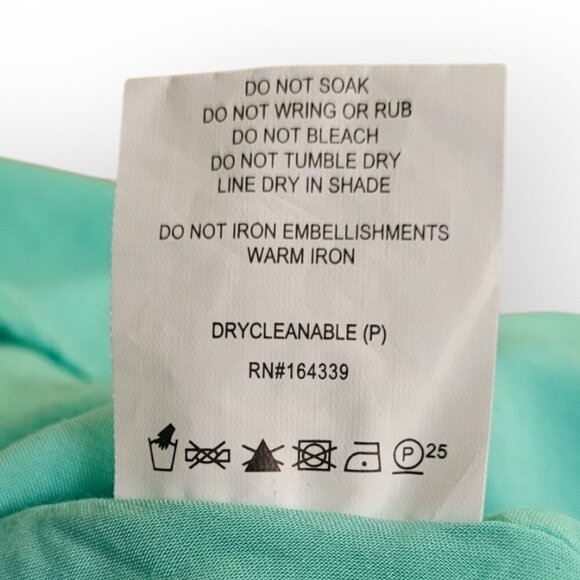 DO NOT SOAK
DO NOT WRING OR RUB
DO NOT BLEACH
DO NOT TUMBLE DRY
LINE DRY IN SHADE
DO NOT IRON EMBELLISHMENTS
WARM IRON
DRYCLEANABLE (P)
RN#164339
P 25